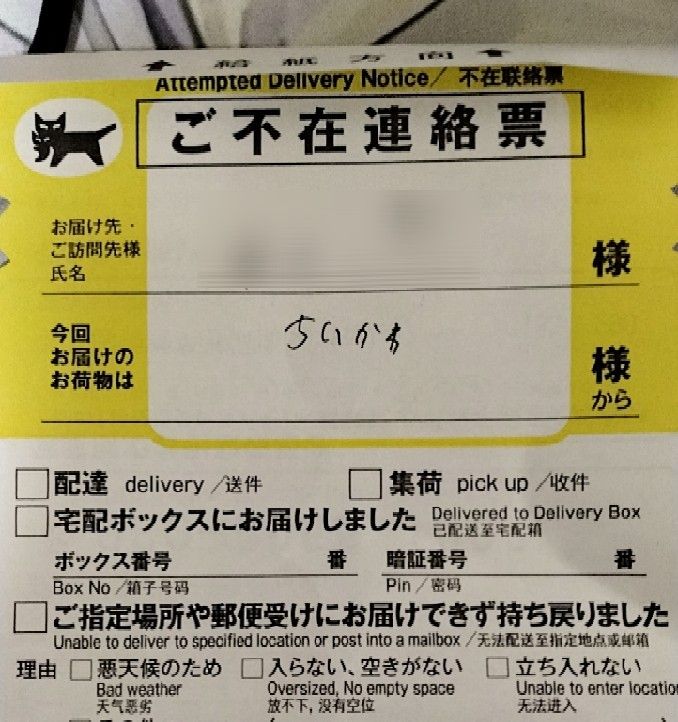 給紙方向
Attempted Delivery Notice/ 不在联络票
ご不在連絡票
お届け先・
ご訪問先様
氏名
様
今回
お届けの
お荷物は
ちいかわ
様
から
配達 delivery /送件 集荷 pick up /收件
宅配ボックスにお届けしました Delivered to Delivery Box
已配送至宅配箱
ボックス番号 番 暗証番号 番
Box No /箱子号码 Pin /密码
ご指定場所や郵便受けにお届けできず持ち戻りました
Unable to deliver to specified location or post into a mailbox /无法配送至指定地点或邮箱
理由 悪天候のため 入らない、空きがない 立ち入れない
Bad weather Oversized, No empty space Unable to enter location
天气恶劣 放不下, 没有空位 无法进入